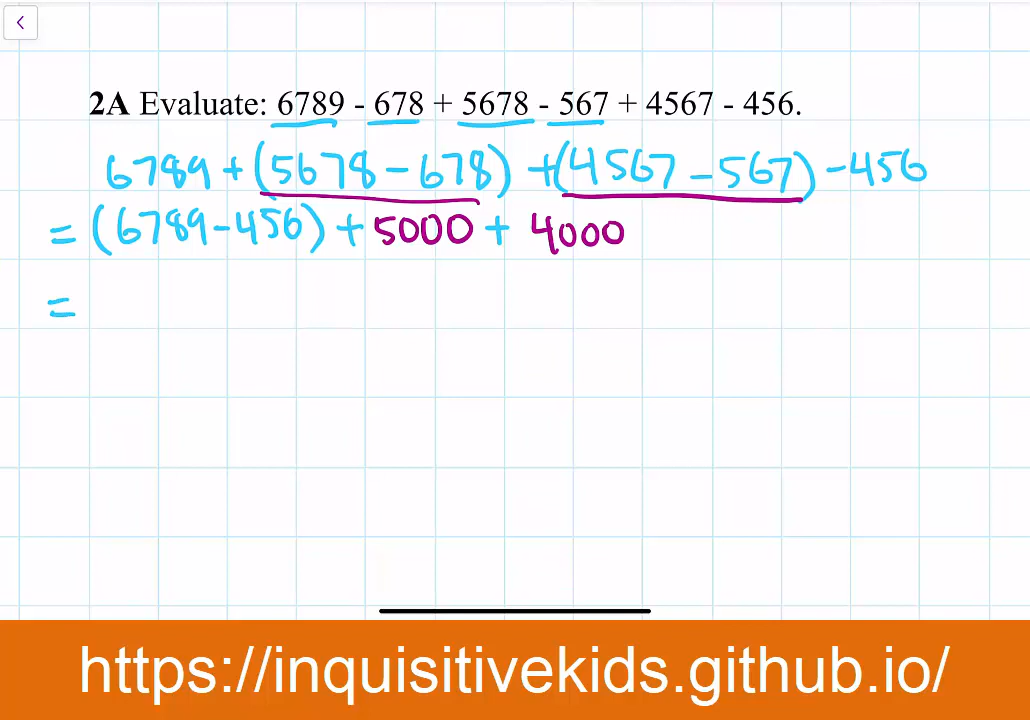 2A Evaluate: 6789 - 678 + 5678 - 567 + 4567 - 456.
6789 + (5678 - 678) + (4567 - 567) - 456
= (6789 - 456) + 5000 + 4000
=
https://inquisitivekids.github.io/